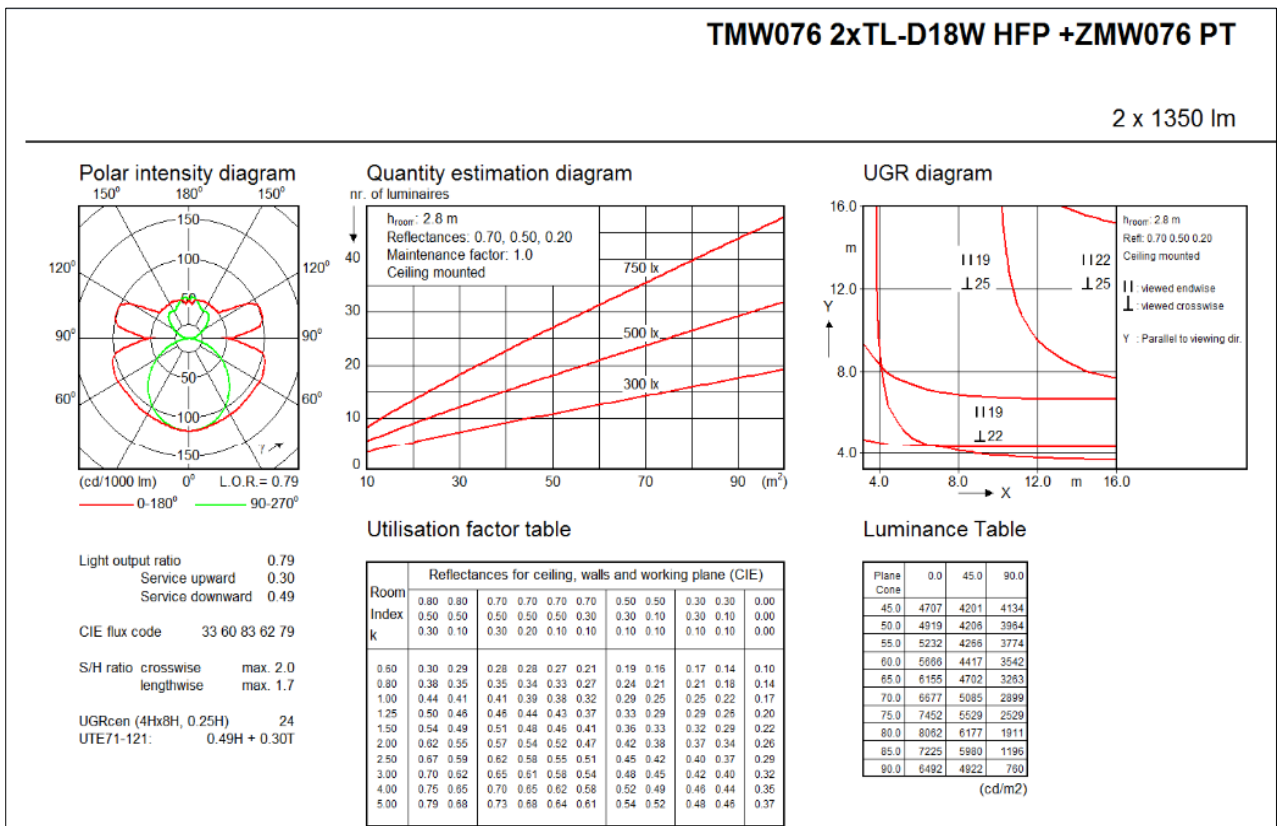 TMW076 2xTL-D18W HFP +ZMW076 PT
2 x 1350 lm
Polar intensity diagram
150° 180° 150°
150
120° 100 120°
50
90° 90°
50
60° 100 60°
150
γ
(cd/1000 lm) 0° L.O.R.= 0.79
0-180° 90-270°
Quantity estimation diagram
nr. of luminaires
hroom: 2.8 m
Reflectances: 0.70, 0.50, 0.20
Maintenance factor: 1.0
Ceiling mounted
40
30
20
10
0
750 lx
500 lx
300 lx
10 30 50 70 90 (m²)
UGR diagram
16.0
m
12.0
Y
8.0
4.0
II 19
⊥25
II 22
⊥25
II 19
⊥22
4.0 8.0 12.0 m 16.0
X
hroom: 2.8 m
Refl: 0.70 0.50 0.20
Ceiling mounted
II : viewed endwise
⊥ : viewed crosswise
Y : Parallel to viewing dir.
Light output ratio 0.79
Service upward 0.30
Service downward 0.49
CIE flux code 33 60 83 62 79
S/H ratio crosswise max. 2.0
lengthwise max. 1.7
UGRcen (4Hx8H, 0.25H) 24
UTE71-121: 0.49H + 0.30T
Utilisation factor table
Room Index k
Reflectances for ceiling, walls and working plane (CIE)
0.80 0.80 0.70 0.70 0.70 0.70 0.50 0.50 0.30 0.30 0.00
0.50 0.50 0.50 0.50 0.50 0.30 0.30 0.10 0.30 0.10 0.00
0.30 0.10 0.30 0.20 0.10 0.10 0.10 0.10 0.10 0.10 0.00
0.60 0.30 0.29 0.28 0.28 0.27 0.21 0.19 0.16 0.17 0.14 0.10
0.80 0.38 0.35 0.35 0.34 0.33 0.27 0.24 0.21 0.21 0.18 0.14
1.00 0.44 0.41 0.41 0.39 0.38 0.32 0.29 0.25 0.25 0.22 0.17
1.25 0.50 0.46 0.46 0.44 0.43 0.37 0.33 0.29 0.29 0.26 0.20
1.50 0.54 0.49 0.51 0.48 0.46 0.41 0.36 0.33 0.32 0.29 0.22
2.00 0.62 0.55 0.57 0.54 0.52 0.47 0.42 0.38 0.37 0.34 0.26
2.50 0.67 0.59 0.62 0.58 0.55 0.51 0.45 0.42 0.40 0.37 0.29
3.00 0.70 0.62 0.65 0.61 0.58 0.54 0.48 0.45 0.42 0.40 0.32
4.00 0.75 0.65 0.70 0.65 0.62 0.58 0.52 0.49 0.46 0.44 0.35
5.00 0.79 0.68 0.73 0.68 0.64 0.61 0.54 0.52 0.48 0.46 0.37
Luminance Table
Plane 0.0 45.0 90.0
Cone
45.0 4707 4201 4134
50.0 4919 4206 3964
55.0 5232 4266 3774
60.0 5666 4417 3542
65.0 6155 4702 3263
70.0 6677 5085 2899
75.0 7452 5529 2529
80.0 8062 6177 1911
85.0 7225 5980 1196
90.0 6492 4922 760
(cd/m2)